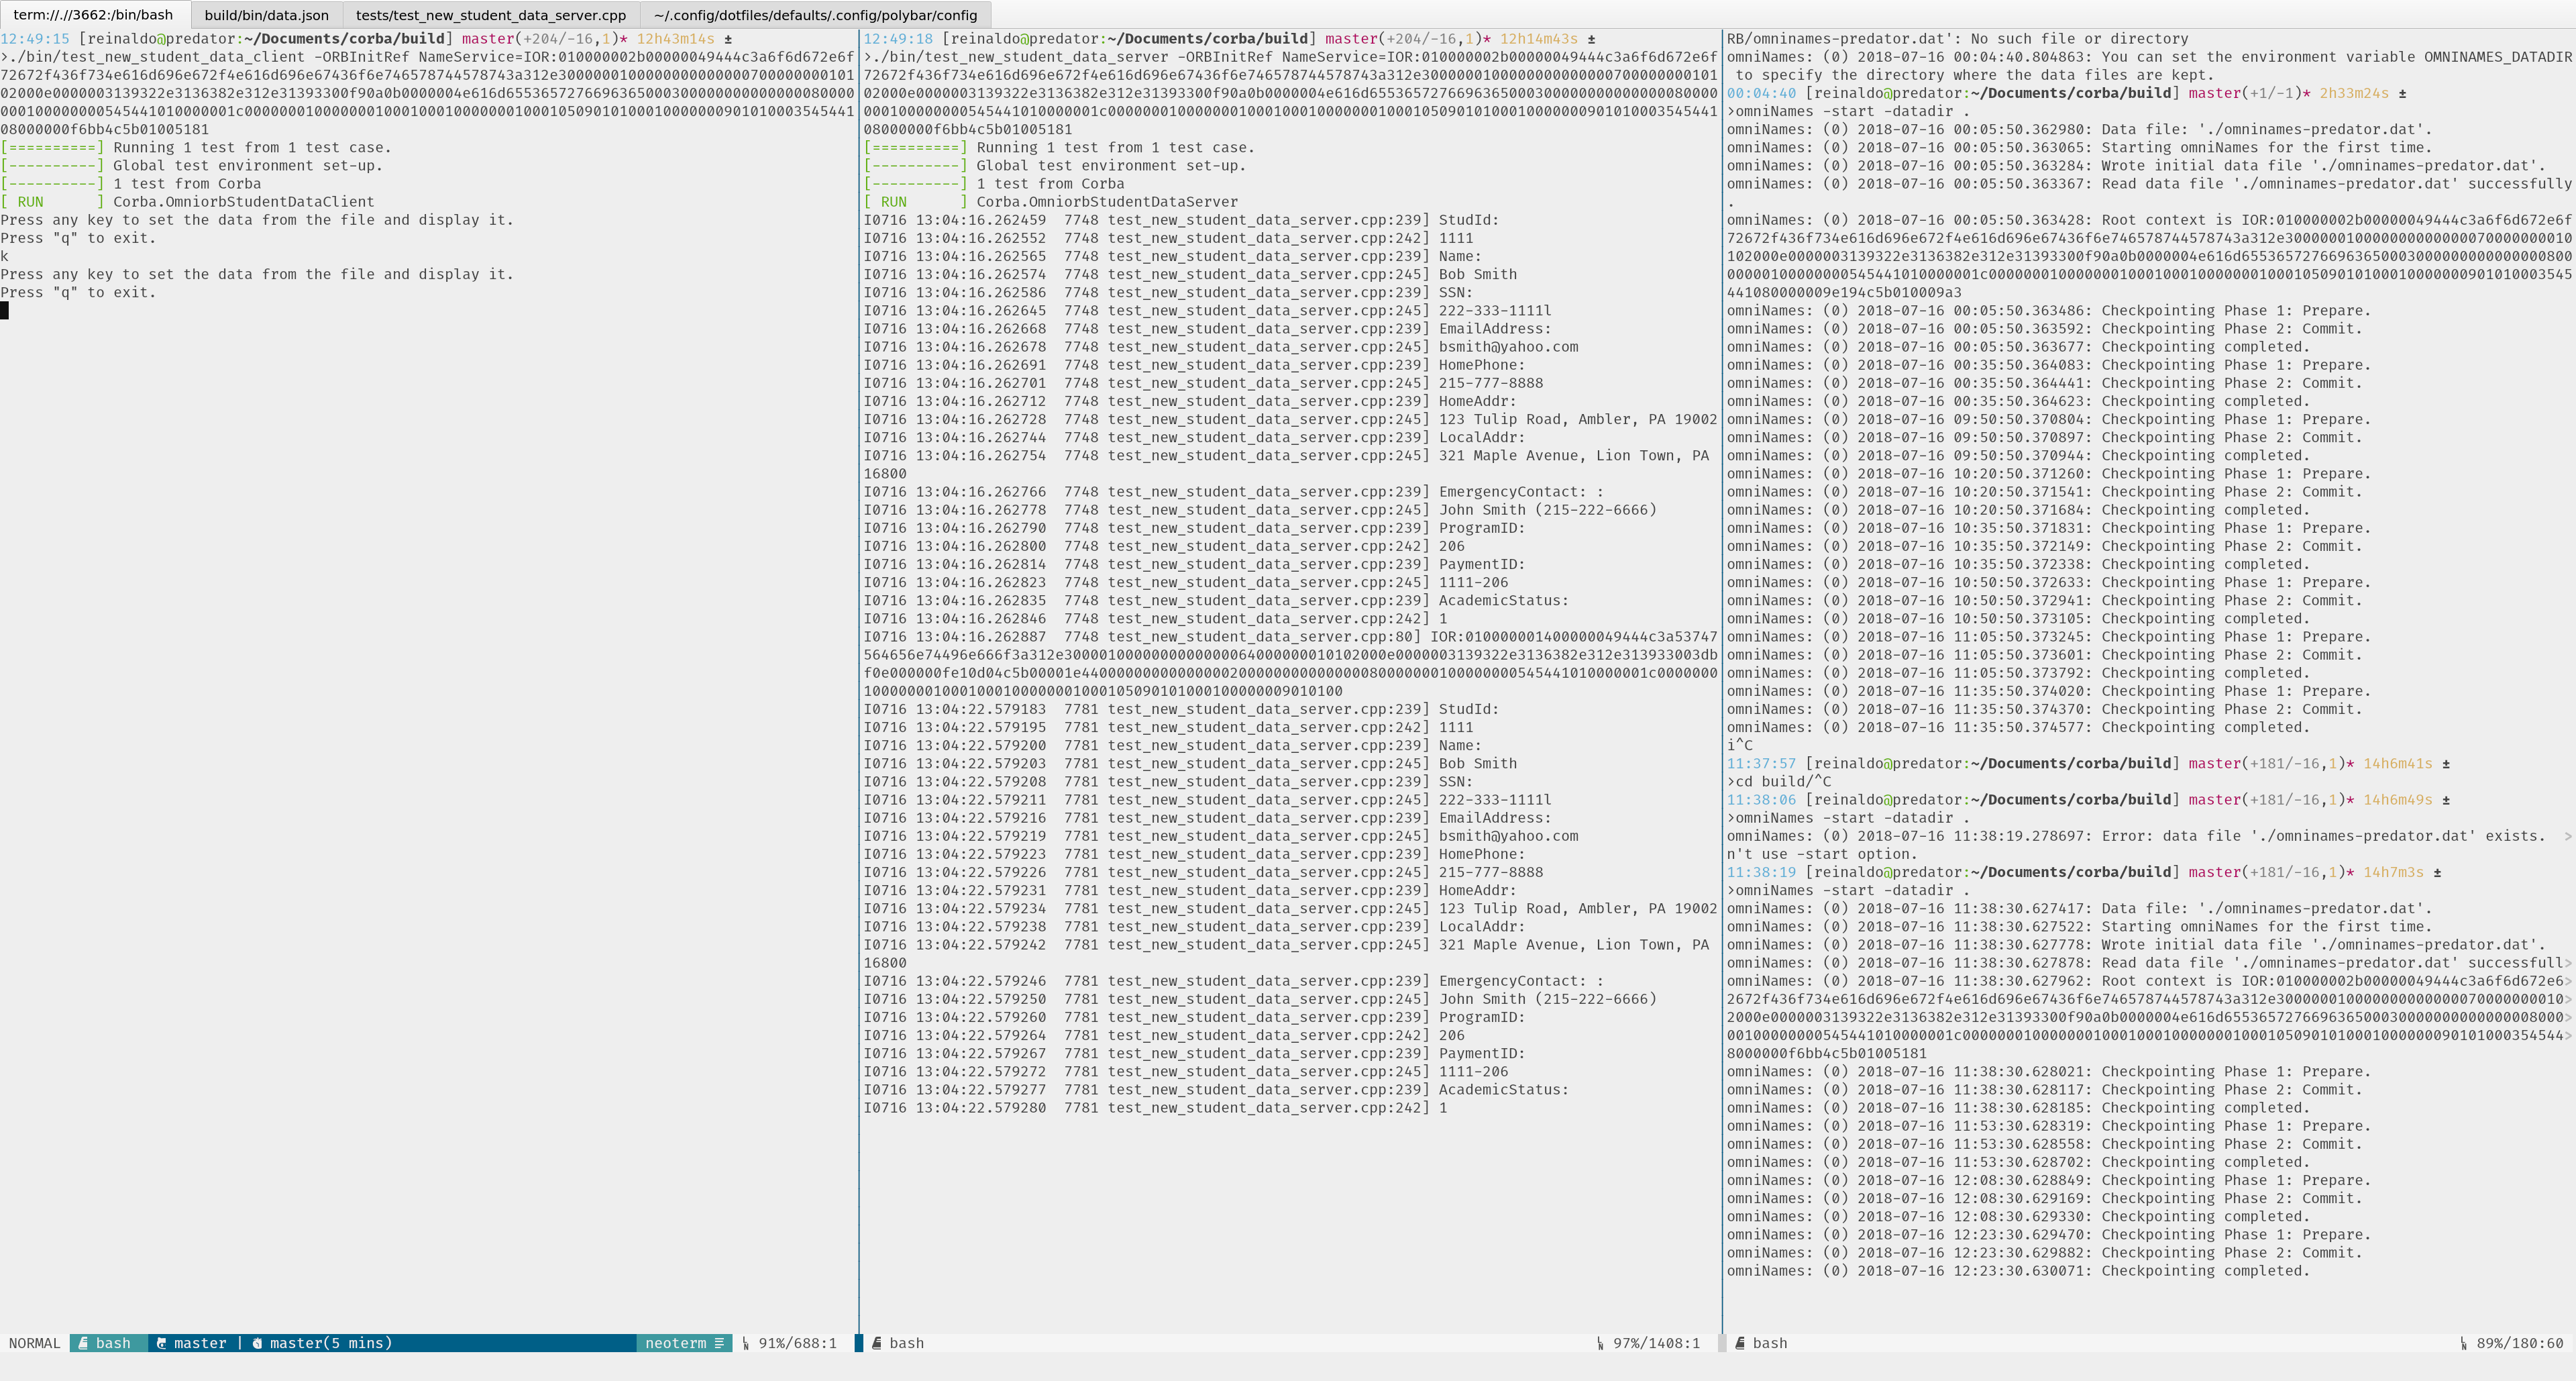 term://.//3662:/bin/bash
build/bin/data.json
tests/test_new_student_data_server.cpp
~/.config/dotfiles/defaults/.config/polybar/config
12:49:15 [reinaldo@predator:~/Documents/corba/build] master(+204/-16,1)* 12h43m14s ±
>./bin/test_new_student_data_client -ORBInitRef NameService=IOR:010000002b00000049444c3a6f6d672e6f
08000000f6bb4c5b01005181
[==========] Running 1 test from 1 test case.
[----------] Global test environment set-up.
[----------] 1 test from Corba
[ RUN      ] Corba.OmniorbStudentDataClient
Press any key to set the data from the file and display it.
Press "q" to exit.
k
Press any key to set the data from the file and display it.
Press "q" to exit.
NORMAL bash master | master(5 mins) neoterm 91%/688:1
12:49:18 [reinaldo@predator:~/Documents/corba/build] master(+204/-16,1)* 12h14m43s ±
>./bin/test_new_student_data_server -ORBInitRef NameService=IOR:010000002b00000049444c3a6f6d672e6f
08000000f6bb4c5b01005181
[==========] Running 1 test from 1 test case.
[----------] Global test environment set-up.
[----------] 1 test from Corba
[ RUN      ] Corba.OmniorbStudentDataServer
I0716 13:04:16.262459  7748 test_new_student_data_server.cpp:239] StudId:
I0716 13:04:16.262552  7748 test_new_student_data_server.cpp:242] 1111
I0716 13:04:16.262565  7748 test_new_student_data_server.cpp:239] Name:
I0716 13:04:16.262574  7748 test_new_student_data_server.cpp:245] Bob Smith
I0716 13:04:16.262586  7748 test_new_student_data_server.cpp:239] SSN:
I0716 13:04:16.262645  7748 test_new_student_data_server.cpp:245] 222-333-1111l
I0716 13:04:16.262668  7748 test_new_student_data_server.cpp:239] EmailAddress:
I0716 13:04:16.262678  7748 test_new_student_data_server.cpp:245] bsmith@yahoo.com
I0716 13:04:16.262691  7748 test_new_student_data_server.cpp:239] HomePhone:
I0716 13:04:16.262701  7748 test_new_student_data_server.cpp:245] 215-777-8888
I0716 13:04:16.262712  7748 test_new_student_data_server.cpp:239] HomeAddr:
I0716 13:04:16.262728  7748 test_new_student_data_server.cpp:245] 123 Tulip Road, Ambler, PA 19002
I0716 13:04:16.262744  7748 test_new_student_data_server.cpp:239] LocalAddr:
I0716 13:04:16.262754  7748 test_new_student_data_server.cpp:245] 321 Maple Avenue, Lion Town, PA
16800
I0716 13:04:16.262766  7748 test_new_student_data_server.cpp:239] EmergencyContact: :
I0716 13:04:16.262778  7748 test_new_student_data_server.cpp:245] John Smith (215-222-6666)
I0716 13:04:16.262790  7748 test_new_student_data_server.cpp:239] ProgramID:
I0716 13:04:16.262800  7748 test_new_student_data_server.cpp:242] 206
I0716 13:04:16.262814  7748 test_new_student_data_server.cpp:239] PaymentID:
I0716 13:04:16.262823  7748 test_new_student_data_server.cpp:245] 1111-206
I0716 13:04:16.262835  7748 test_new_student_data_server.cpp:239] AcademicStatus:
I0716 13:04:16.262846  7748 test_new_student_data_server.cpp:242] 1
I0716 13:04:16.262887  7748 test_new_student_data_server.cpp:80] IOR:010000001400000049444c3a53747
I0716 13:04:22.579183  7781 test_new_student_data_server.cpp:239] StudId:
I0716 13:04:22.579195  7781 test_new_student_data_server.cpp:242] 1111
I0716 13:04:22.579200  7781 test_new_student_data_server.cpp:239] Name:
I0716 13:04:22.579203  7781 test_new_student_data_server.cpp:245] Bob Smith
I0716 13:04:22.579208  7781 test_new_student_data_server.cpp:239] SSN:
I0716 13:04:22.579211  7781 test_new_student_data_server.cpp:245] 222-333-1111l
I0716 13:04:22.579216  7781 test_new_student_data_server.cpp:239] EmailAddress:
I0716 13:04:22.579219  7781 test_new_student_data_server.cpp:245] bsmith@yahoo.com
I0716 13:04:22.579223  7781 test_new_student_data_server.cpp:239] HomePhone:
I0716 13:04:22.579226  7781 test_new_student_data_server.cpp:245] 215-777-8888
I0716 13:04:22.579231  7781 test_new_student_data_server.cpp:239] HomeAddr:
I0716 13:04:22.579234  7781 test_new_student_data_server.cpp:245] 123 Tulip Road, Ambler, PA 19002
I0716 13:04:22.579238  7781 test_new_student_data_server.cpp:239] LocalAddr:
I0716 13:04:22.579242  7781 test_new_student_data_server.cpp:245] 321 Maple Avenue, Lion Town, PA
16800
I0716 13:04:22.579246  7781 test_new_student_data_server.cpp:239] EmergencyContact: :
I0716 13:04:22.579250  7781 test_new_student_data_server.cpp:245] John Smith (215-222-6666)
I0716 13:04:22.579260  7781 test_new_student_data_server.cpp:239] ProgramID:
I0716 13:04:22.579264  7781 test_new_student_data_server.cpp:242] 206
I0716 13:04:22.579267  7781 test_new_student_data_server.cpp:239] PaymentID:
I0716 13:04:22.579272  7781 test_new_student_data_server.cpp:245] 1111-206
I0716 13:04:22.579277  7781 test_new_student_data_server.cpp:239] AcademicStatus:
I0716 13:04:22.579280  7781 test_new_student_data_server.cpp:242] 1
bash 97%/1408:1
RB/omninames-predator.dat': No such file or directory
omniNames: (0) 2018-07-16 00:04:40.804863: You can set the environment variable OMNINAMES_DATADIR
to specify the directory where the data files are kept.
00:04:40 [reinaldo@predator:~/Documents/corba/build] master(+1/-1)* 2h33m24s ±
>omniNames -start -datadir .
omniNames: (0) 2018-07-16 00:05:50.362980: Data file: './omninames-predator.dat'.
omniNames: (0) 2018-07-16 00:05:50.363065: Starting omniNames for the first time.
omniNames: (0) 2018-07-16 00:05:50.363284: Wrote initial data file './omninames-predator.dat'.
omniNames: (0) 2018-07-16 00:05:50.363367: Read data file './omninames-predator.dat' successfully
.
omniNames: (0) 2018-07-16 00:05:50.363428: Root context is IOR:010000002b00000049444c3a6f6d672e6f
441080000009e194c5b010009a3
omniNames: (0) 2018-07-16 00:05:50.363486: Checkpointing Phase 1: Prepare.
omniNames: (0) 2018-07-16 00:05:50.363592: Checkpointing Phase 2: Commit.
omniNames: (0) 2018-07-16 00:05:50.363677: Checkpointing completed.
omniNames: (0) 2018-07-16 00:35:50.364083: Checkpointing Phase 1: Prepare.
omniNames: (0) 2018-07-16 00:35:50.364441: Checkpointing Phase 2: Commit.
omniNames: (0) 2018-07-16 00:35:50.364623: Checkpointing completed.
omniNames: (0) 2018-07-16 09:50:50.370804: Checkpointing Phase 1: Prepare.
omniNames: (0) 2018-07-16 09:50:50.370897: Checkpointing Phase 2: Commit.
omniNames: (0) 2018-07-16 09:50:50.370944: Checkpointing completed.
omniNames: (0) 2018-07-16 10:20:50.371260: Checkpointing Phase 1: Prepare.
omniNames: (0) 2018-07-16 10:20:50.371541: Checkpointing Phase 2: Commit.
omniNames: (0) 2018-07-16 10:20:50.371684: Checkpointing completed.
omniNames: (0) 2018-07-16 10:35:50.371831: Checkpointing Phase 1: Prepare.
omniNames: (0) 2018-07-16 10:35:50.372149: Checkpointing Phase 2: Commit.
omniNames: (0) 2018-07-16 10:35:50.372338: Checkpointing completed.
omniNames: (0) 2018-07-16 10:50:50.372633: Checkpointing Phase 1: Prepare.
omniNames: (0) 2018-07-16 10:50:50.372941: Checkpointing Phase 2: Commit.
omniNames: (0) 2018-07-16 10:50:50.373105: Checkpointing completed.
omniNames: (0) 2018-07-16 11:05:50.373245: Checkpointing Phase 1: Prepare.
omniNames: (0) 2018-07-16 11:05:50.373601: Checkpointing Phase 2: Commit.
omniNames: (0) 2018-07-16 11:05:50.373792: Checkpointing completed.
omniNames: (0) 2018-07-16 11:35:50.374020: Checkpointing Phase 1: Prepare.
omniNames: (0) 2018-07-16 11:35:50.374370: Checkpointing Phase 2: Commit.
omniNames: (0) 2018-07-16 11:35:50.374577: Checkpointing completed.
i^C
11:37:57 [reinaldo@predator:~/Documents/corba/build] master(+181/-16,1)* 14h6m41s ±
>cd build/^C
11:38:06 [reinaldo@predator:~/Documents/corba/build] master(+181/-16,1)* 14h6m49s ±
>omniNames -start -datadir .
omniNames: (0) 2018-07-16 11:38:19.278697: Error: data file './omninames-predator.dat' exists.  >
n't use -start option.
11:38:19 [reinaldo@predator:~/Documents/corba/build] master(+181/-16,1)* 14h7m3s ±
>omniNames -start -datadir .
omniNames: (0) 2018-07-16 11:38:30.627417: Data file: './omninames-predator.dat'.
omniNames: (0) 2018-07-16 11:38:30.627522: Starting omniNames for the first time.
omniNames: (0) 2018-07-16 11:38:30.627778: Wrote initial data file './omninames-predator.dat'.
omniNames: (0) 2018-07-16 11:38:30.627878: Read data file './omninames-predator.dat' successfull>
omniNames: (0) 2018-07-16 11:38:30.627962: Root context is IOR:010000002b00000049444c3a6f6d672e6>
8000000f6bb4c5b01005181
omniNames: (0) 2018-07-16 11:38:30.628021: Checkpointing Phase 1: Prepare.
omniNames: (0) 2018-07-16 11:38:30.628117: Checkpointing Phase 2: Commit.
omniNames: (0) 2018-07-16 11:38:30.628185: Checkpointing completed.
omniNames: (0) 2018-07-16 11:53:30.628319: Checkpointing Phase 1: Prepare.
omniNames: (0) 2018-07-16 11:53:30.628558: Checkpointing Phase 2: Commit.
omniNames: (0) 2018-07-16 11:53:30.628702: Checkpointing completed.
omniNames: (0) 2018-07-16 12:08:30.628849: Checkpointing Phase 1: Prepare.
omniNames: (0) 2018-07-16 12:08:30.629169: Checkpointing Phase 2: Commit.
omniNames: (0) 2018-07-16 12:08:30.629330: Checkpointing completed.
omniNames: (0) 2018-07-16 12:23:30.629470: Checkpointing Phase 1: Prepare.
omniNames: (0) 2018-07-16 12:23:30.629882: Checkpointing Phase 2: Commit.
omniNames: (0) 2018-07-16 12:23:30.630071: Checkpointing completed.
bash 89%/180:60